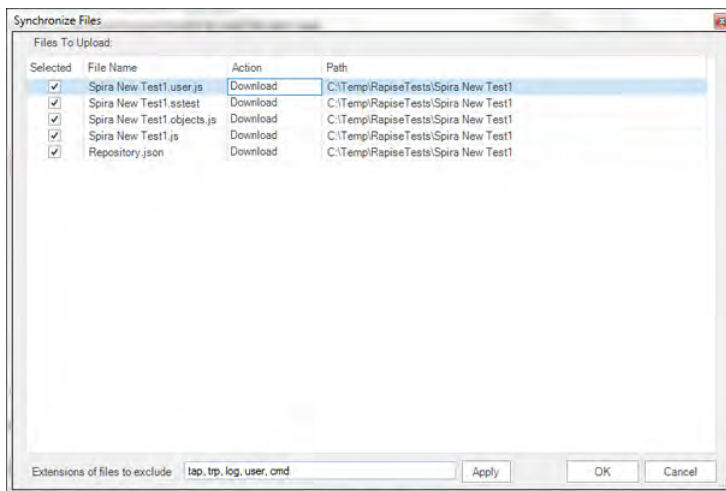 Synchronize Files
Files To Upload:
Selected File Name Action Path
Spira New Test1.user.js Download C:\Temp\RapiseTests\Spira New Test1
Spira New Test1.sstest Download C:\Temp\RapiseTests\Spira New Test1
Spira New Test1.objects.js Download C:\Temp\RapiseTests\Spira New Test1
Spira New Test1.js Download C:\Temp\RapiseTests\Spira New Test1
Repository.json Download C:\Temp\RapiseTests\Spira New Test1
Extensions of files to exclude tap, trp, log, user, cmd Apply OK Cancel